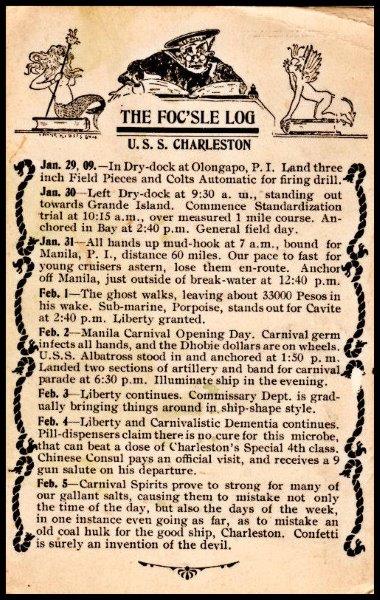 THE FOC'SLE LOG
U. S. S. CHARLESTON
Jan. 29, 09.—In Dry-dock at Olongapo, P. I. Land three
inch Field Pieces and Colts Automatic for firing drill.
Jan. 30—Left Dry-dock at 9:30 a. m., standing out
towards Grande Island. Commence Standardization
trial at 10:15 a.m., over measured 1 mile course. An-
chored in Bay at 2:40 p.m. General field day.
Jan. 31—All hands up mud-hook at 7 a.m., bound for
Manila, P. I., distance 60 miles. Our pace to fast for
young cruisers astern, lose them en-route. Anchor
off Manila, just outside of break-water at 12:40 p.m.
Feb. 1—The ghost walks, leaving about 33000 Pesos in
his wake. Sub-marine, Porpoise, stands out for Cavite
at 2:40 p.m. Liberty granted.
Feb. 2—Manila Carnival Opening Day. Carnival germ
infects all hands, and the Dhobie dollars are on wheels.
U.S.S. Albatross stood in and anchored at 1:50 p. m.
Landed two sections of artillery and band for carnival
parade at 6:30 p.m. Illuminate ship in the evening.
Feb. 3—Liberty continues. Commissary Dept. is grad-
ually bringing things around in ship-shape style.
Feb. 4—Liberty and Carnivalistic Dementia continues.
Pill-dispensers claim there is no cure for this microbe,
that can beat a dose of Charleston's Special 4th class.
Chinese Consul pays an official visit, and receives a 9
gun salute on his departure.
Feb. 5—Carnival Spirits prove to strong for many of
our gallant salts, causing them to mistake not only
the time of the day, but also the days of the week,
in one instance even going as far, as to mistake an
old coal hulk for the good ship, Charleston. Confetti
is surely an invention of the devil.